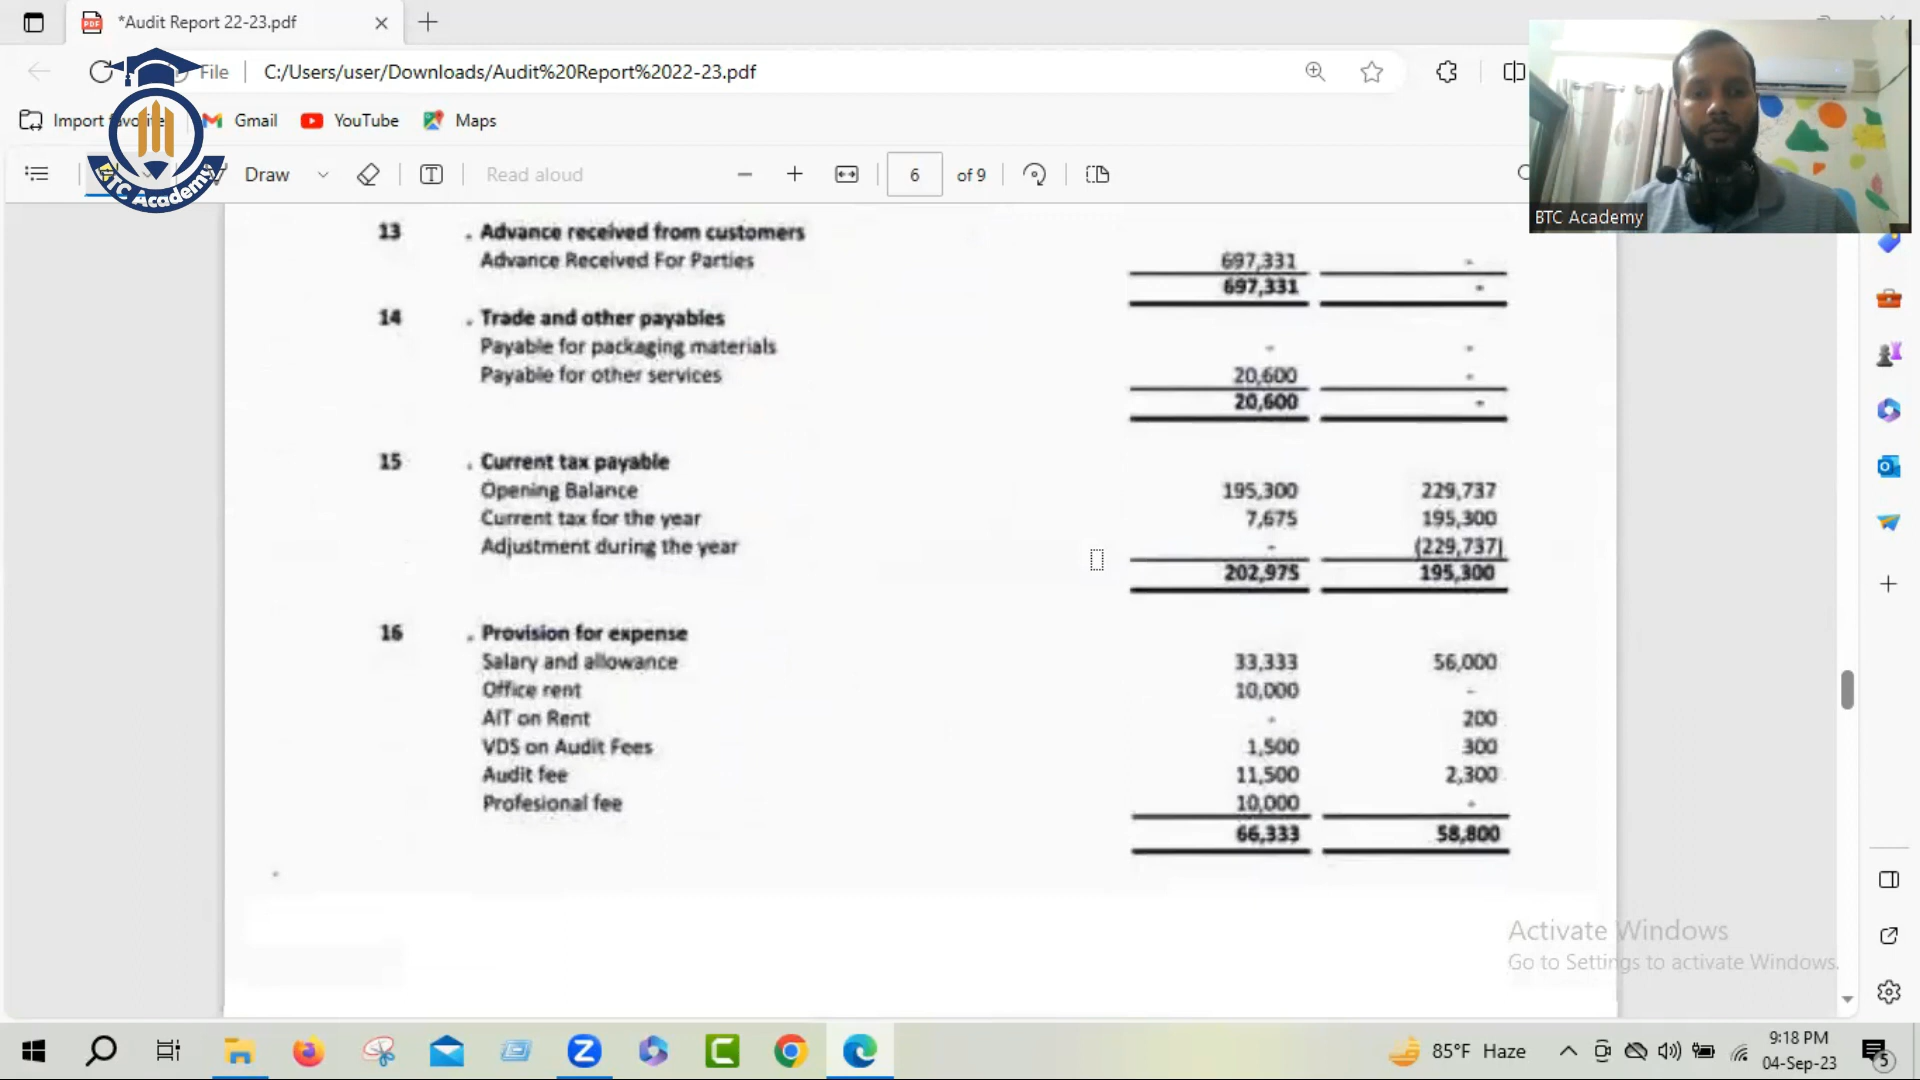 *Audit Report 22-23.pdf
File C:/Users/user/Downloads/Audit%20Report%2022-23.pdf
Import favorites Gmail YouTube Maps
Draw Read aloud 6 of 9
BTC Academy
BTC Academy
13 . Advance received from customers
Advance Received For Parties 697,331 -
697,331 -
14 . Trade and other payables
Payable for packaging materials - -
Payable for other services 20,600 -
20,600 -
15 . Current tax payable
Opening Balance 195,300 229,737
Current tax for the year 7,675 195,300
Adjustment during the year - (229,737)
202,975 195,300
16 . Provision for expense
Salary and allowance 33,333 56,000
Office rent 10,000 -
AIT on Rent - 200
VDS on Audit Fees 1,500 300
Audit fee 11,500 2,300
Profesional fee 10,000 -
66,333 58,800
Activate Windows
Go to Settings to activate Windows.
85°F Haze
9:18 PM
04-Sep-23
5